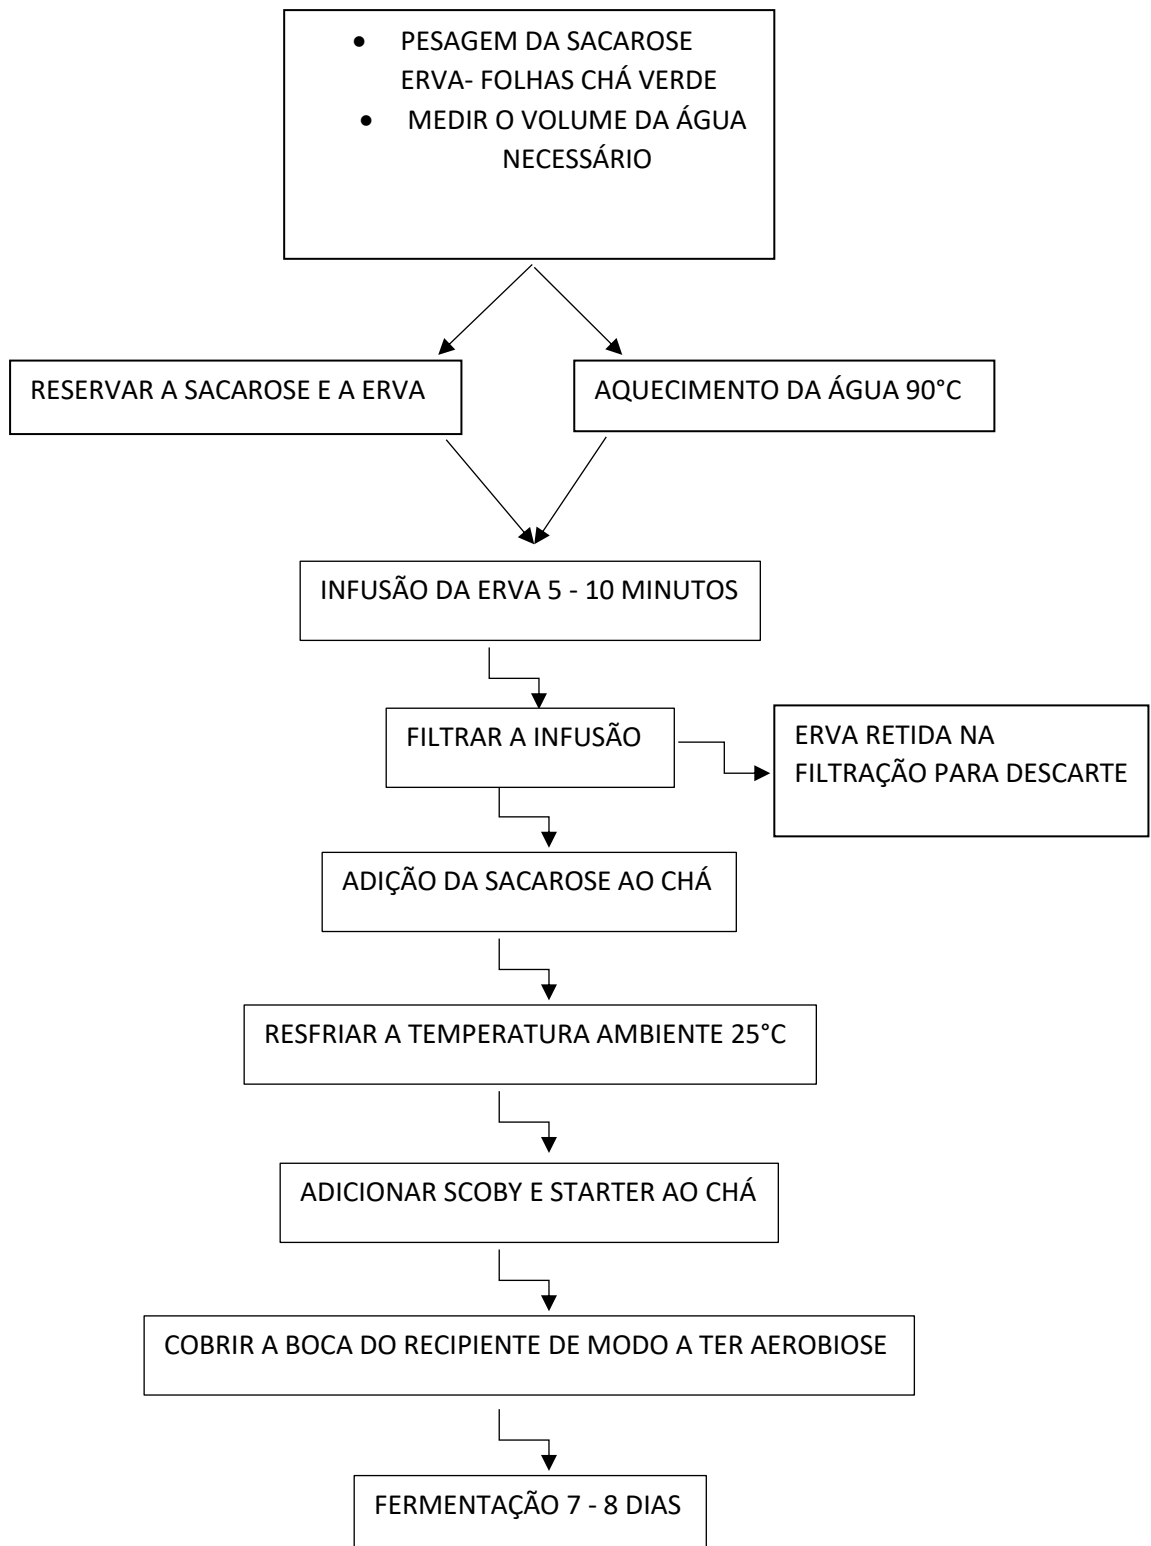 • PESAGEM DA SACAROSE
ERVA- FOLHAS CHÁ VERDE
• MEDIR O VOLUME DA ÁGUA
NECESSÁRIO
RESERVAR A SACAROSE E A ERVA
AQUECIMENTO DA ÁGUA 90°C
INFUSÃO DA ERVA 5 - 10 MINUTOS
FILTRAR A INFUSÃO
ERVA RETIDA NA
FILTRAÇÃO PARA DESCARTE
ADIÇÃO DA SACAROSE AO CHÁ
RESFRIAR A TEMPERATURA AMBIENTE 25°C
ADICIONAR SCOBY E STARTER AO CHÁ
COBRIR A BOCA DO RECIPIENTE DE MODO A TER AEROBIOSE
FERMENTAÇÃO 7 - 8 DIAS